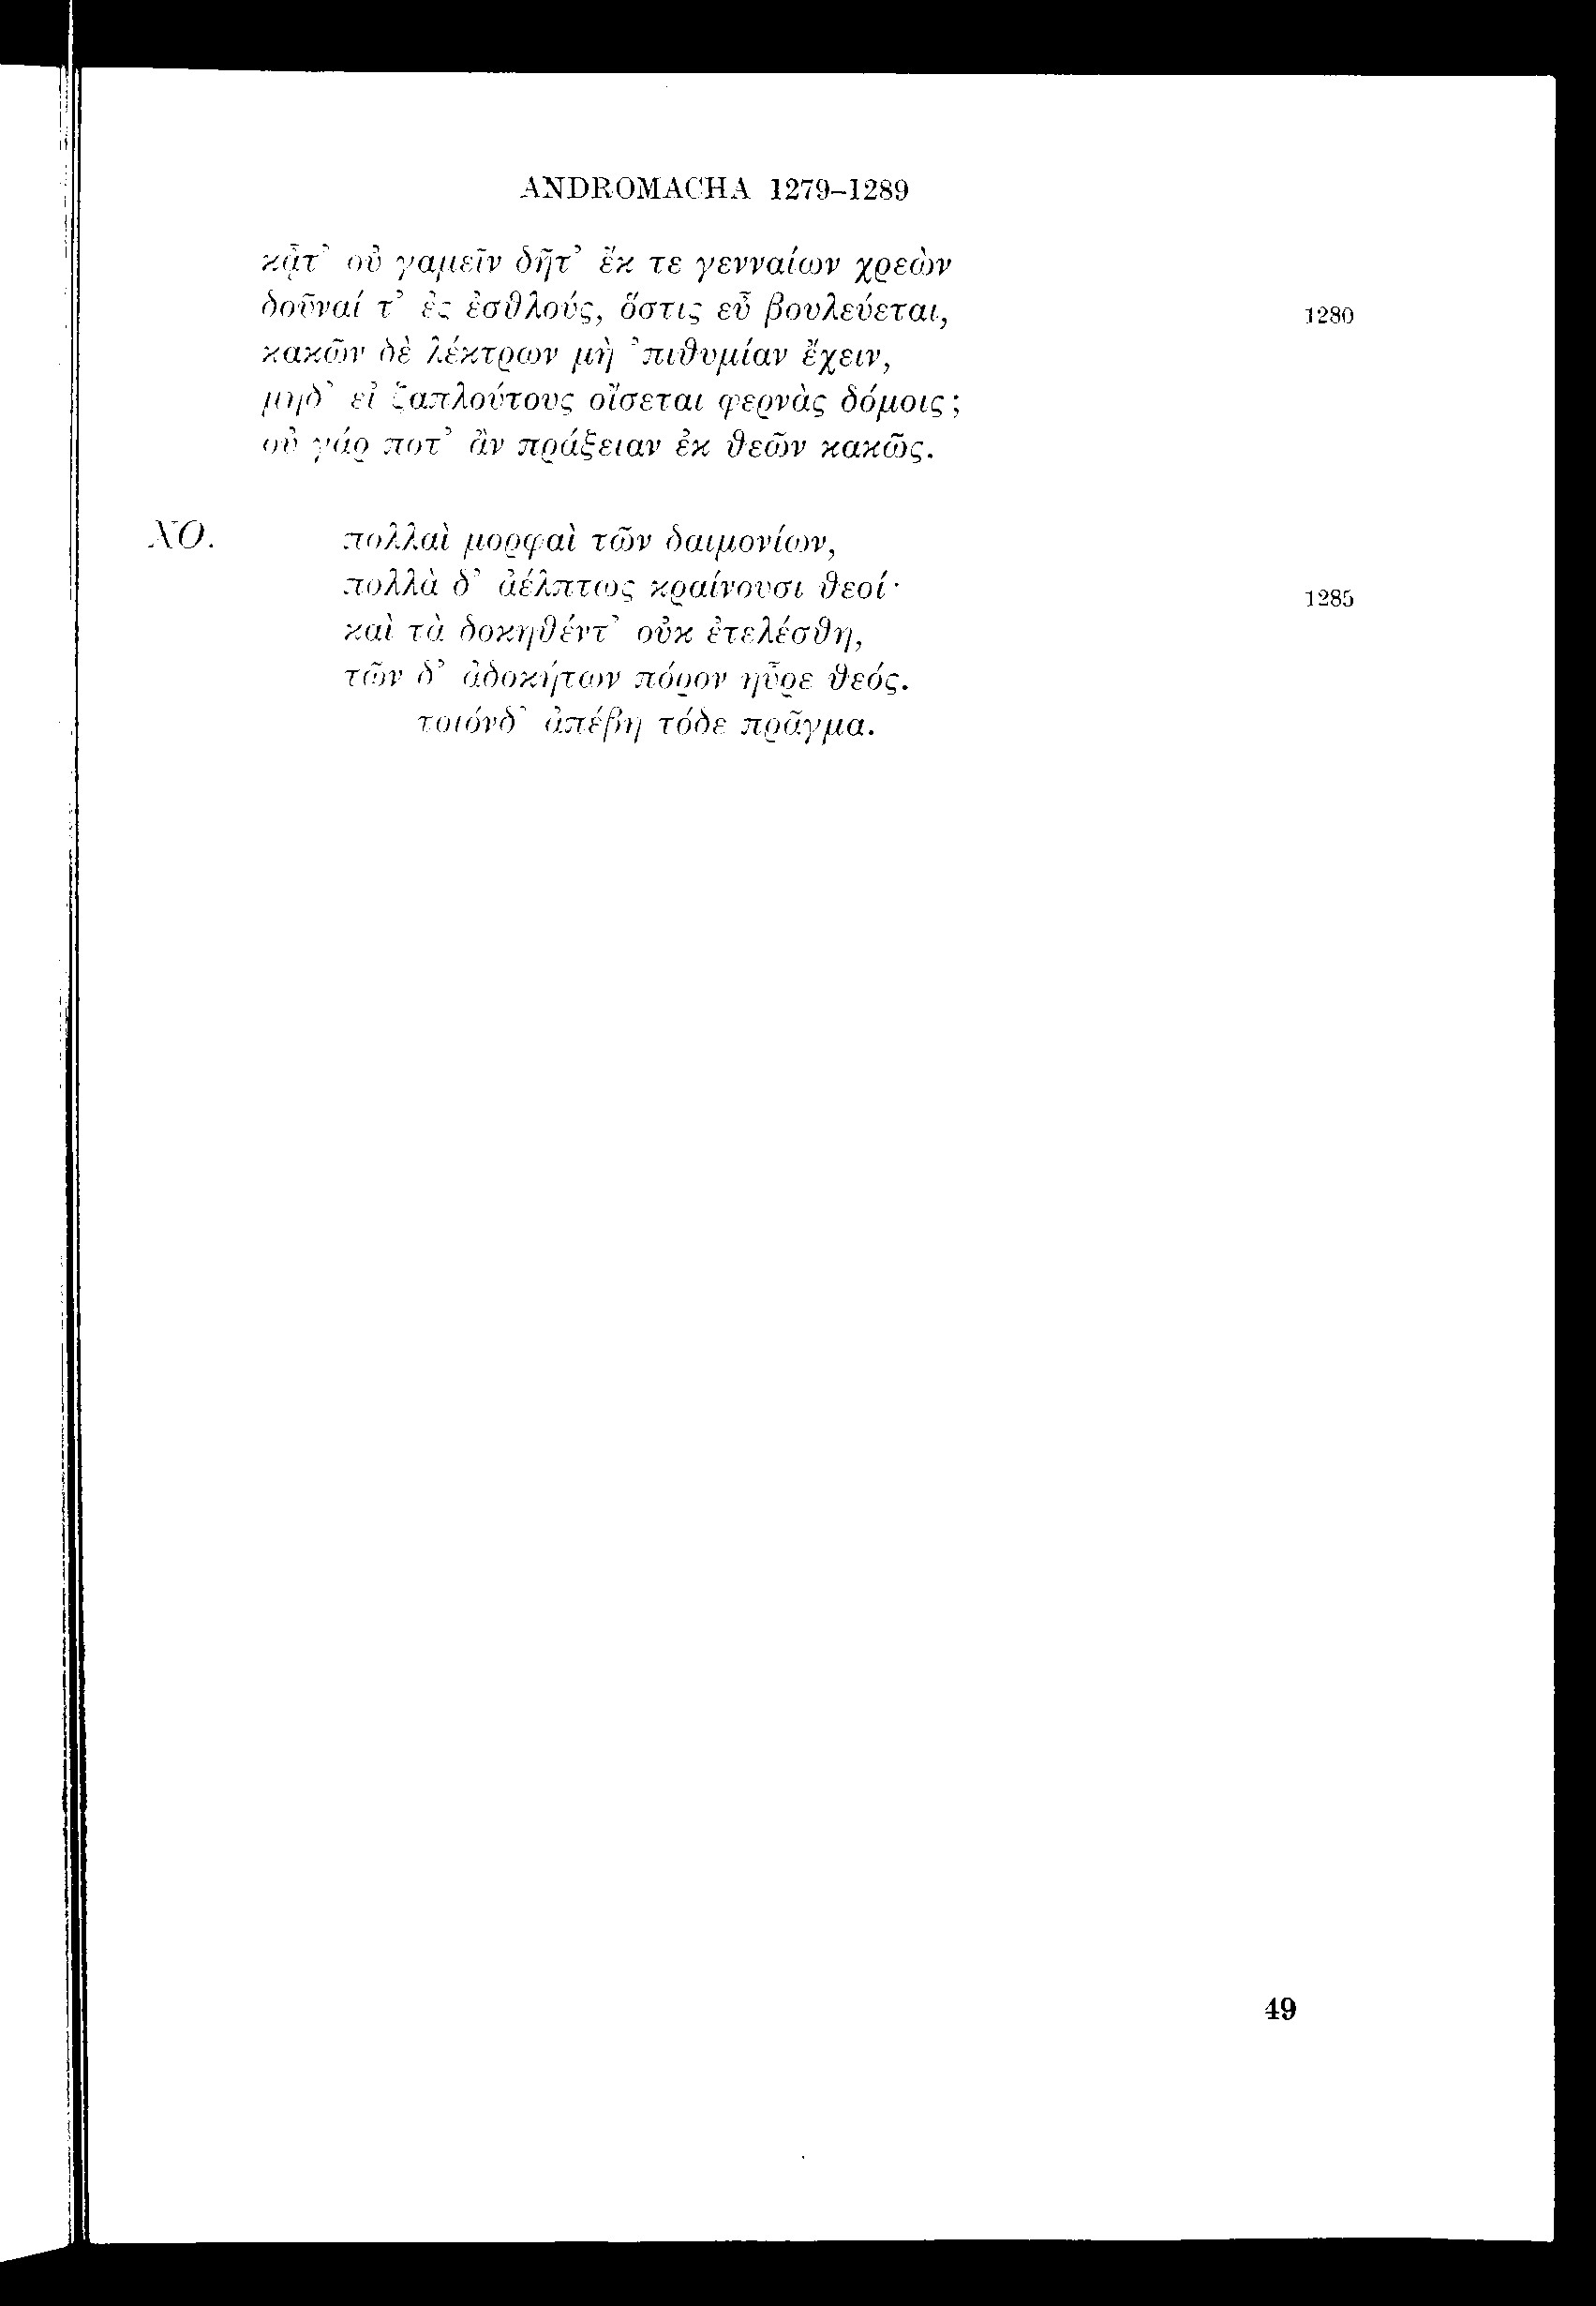 ANDROMACHA 1279–1289
κᾆτ’ οὐ γαμεῖν δῆτ’ ἔκ τε γενναίων χρεὼν
δοῦναί τ’ ἐς ἐσθλούς, ὅστις εὖ βουλεύεται, 1280
κακῶν δὲ λέκτρων μὴ ’πιθυμίαν ἔχειν,
μηδ’ εἰ ζαπλούτους οἴσεται φερνὰς δόμοις;
οὐ γάρ ποτ’ ἂν πράξειαν ἐκ θεῶν κακῶς.
ΧΟ. πολλαὶ μορφαὶ τῶν δαιμονίων,
πολλὰ δ’ ἀέλπτως κραίνουσι θεοί· 1285
καὶ τὰ δοκηθέντ’ οὐκ ἐτελέσθη,
τῶν δ’ ἀδοκήτων πόρον ηὗρε θεός.
τοιόνδ’ ἀπέβη τόδε πρᾶγμα.
49